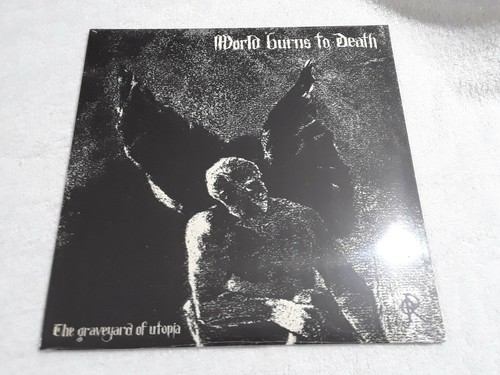 World burns to Death
The graveyard of utopia